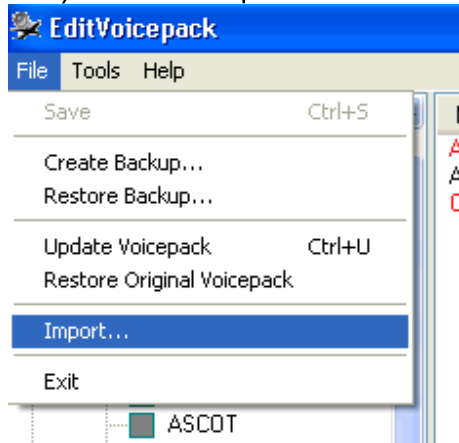 EditVoicepack
File Tools Help
Save Ctrl+S
Create Backup...
Restore Backup...
Update Voicepack Ctrl+U
Restore Original Voicepack
Import...
Exit
ASCOT